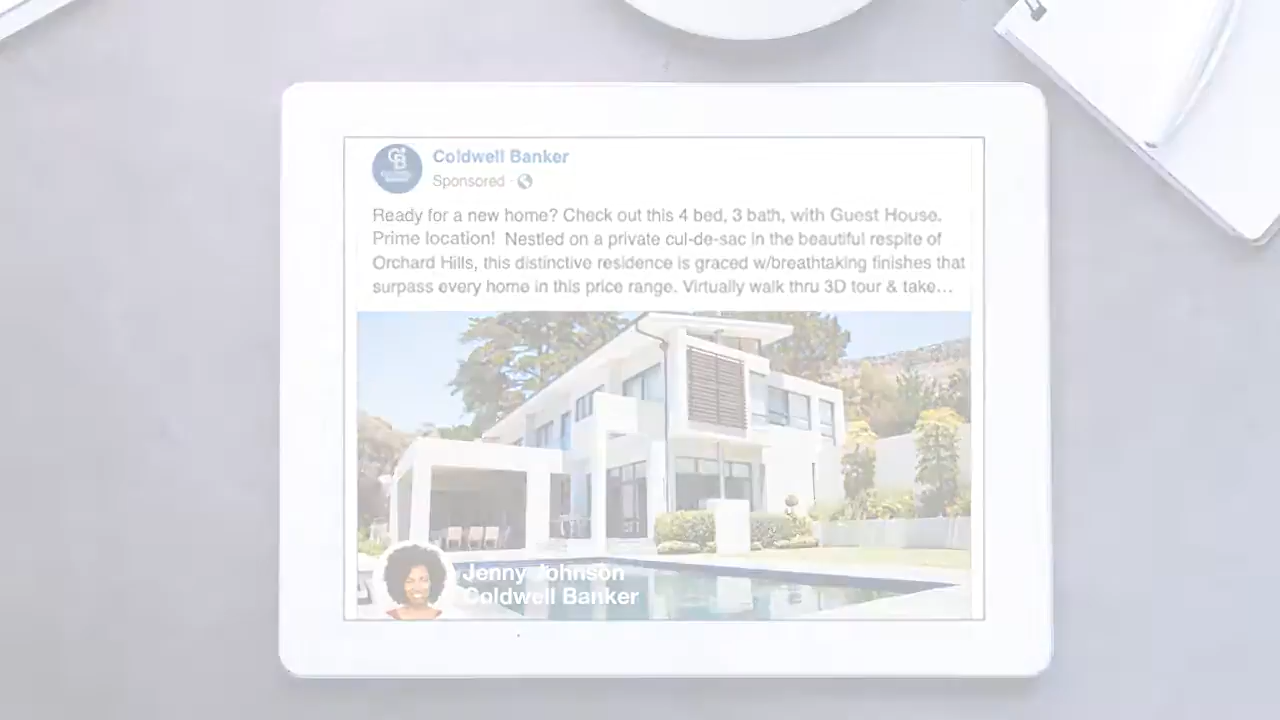 Coldwell Banker
Sponsored ·
Ready for a new home? Check out this 4 bed, 3 bath, with Guest House.
Prime location! Nestled on a private cul-de-sac in the beautiful respite of
Orchard Hills, this distinctive residence is graced w/breathtaking finishes that
surpass every home in this price range. Virtually walk thru 3D tour & take...
Jenny Johnson
Coldwell Banker